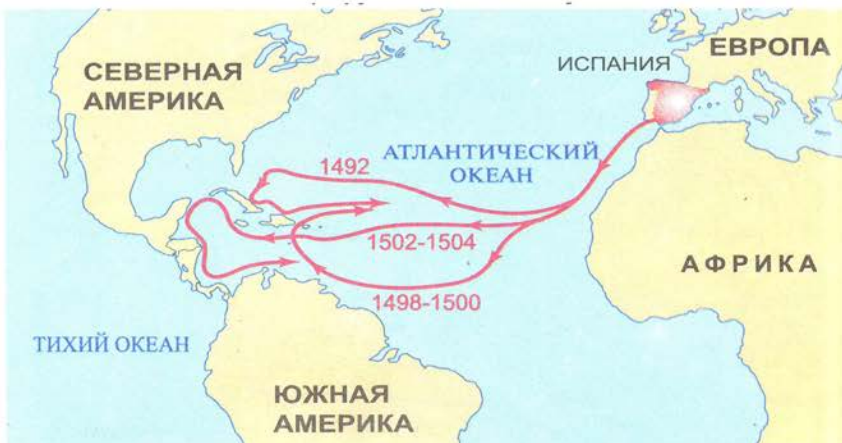 СЕВЕРНАЯ
АМЕРИКА
ИСПАНИЯ
ЕВРОПА
1492
АТЛАНТИЧЕСКИЙ
ОКЕАН
1502-1504
АФРИКА
1498-1500
ТИХИЙ ОКЕАН
ЮЖНАЯ
АМЕРИКА